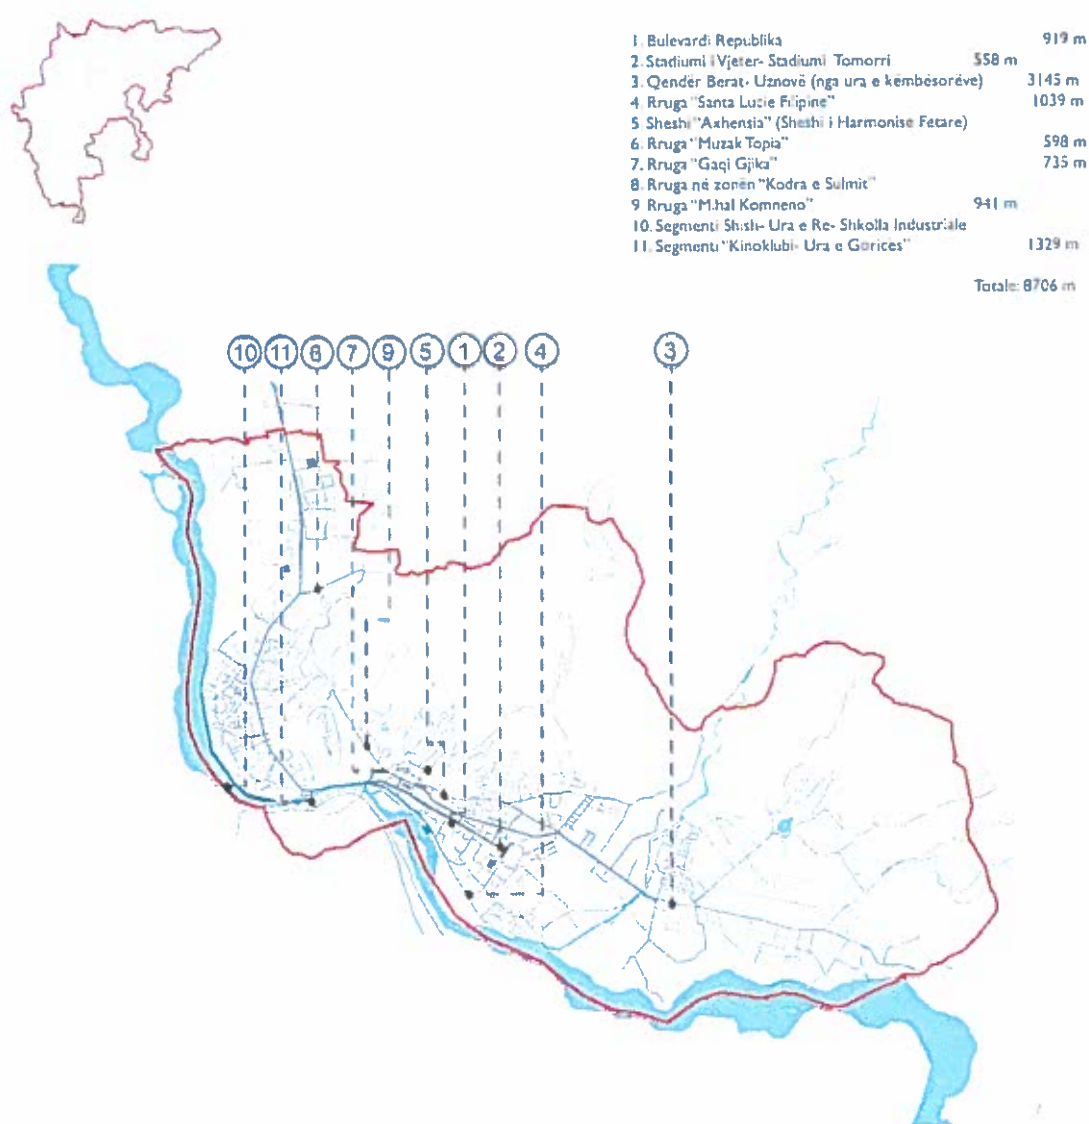 1. Bulevardi Republika 919 m
2. Stadiumi i Vjeter- Stadiumi Tomorri 558 m
3. Qendër Berat- Uznovë (nga ura e këmbësorëve) 3145 m
4. Rruga "Santa Lucie Filipine" 1039 m
5. Sheshi "Axhensia" (Sheshi i Harmonise Fetare)
6. Rruga "Muzak Topia" 598 m
7. Rruga "Gaqi Gjika" 735 m
8. Rruga në zonën "Kodra e Sulmit"
9 Rruga "Mihal Komneno" 941 m
10. Segmenti Shish- Ura e Re- Shkolla Industriale
11. Segmenti "Kinoklubi- Ura e Gorices" 1329 m
Totale: 8706 m
10 11 6 7 9 5 1 2 4 3